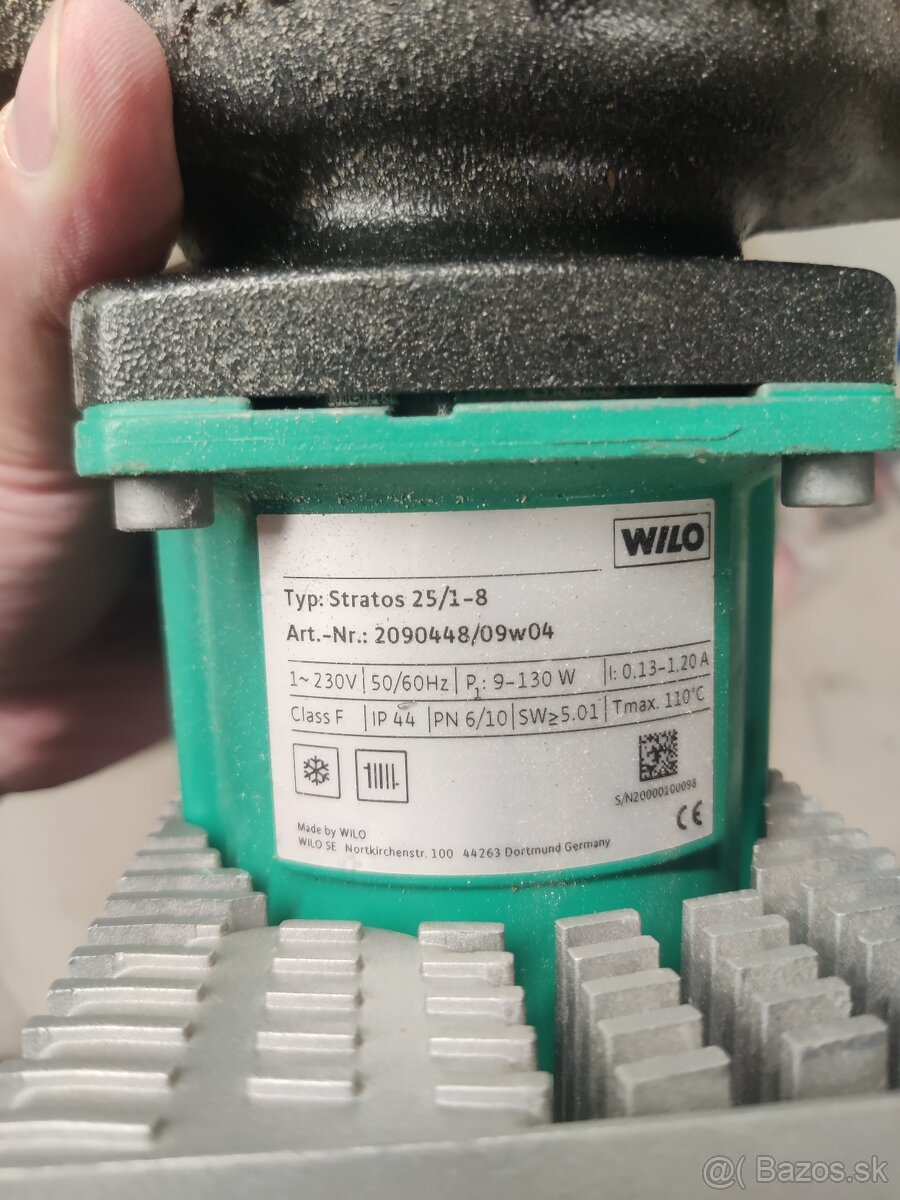 WILO
Typ: Stratos 25/1-8
Art.-Nr.: 2090448/09w04
1~230V 50/60Hz P1: 9-130 W I: 0,13-1,20 A
Class F IP 44 PN 6/10 SW≥5.01 Tmax. 110°C
S/N20000100098
CE
Made by WILO
WILO SE Nortkirchenstr. 100 44263 Dortmund Germany
@( Bazos.sk